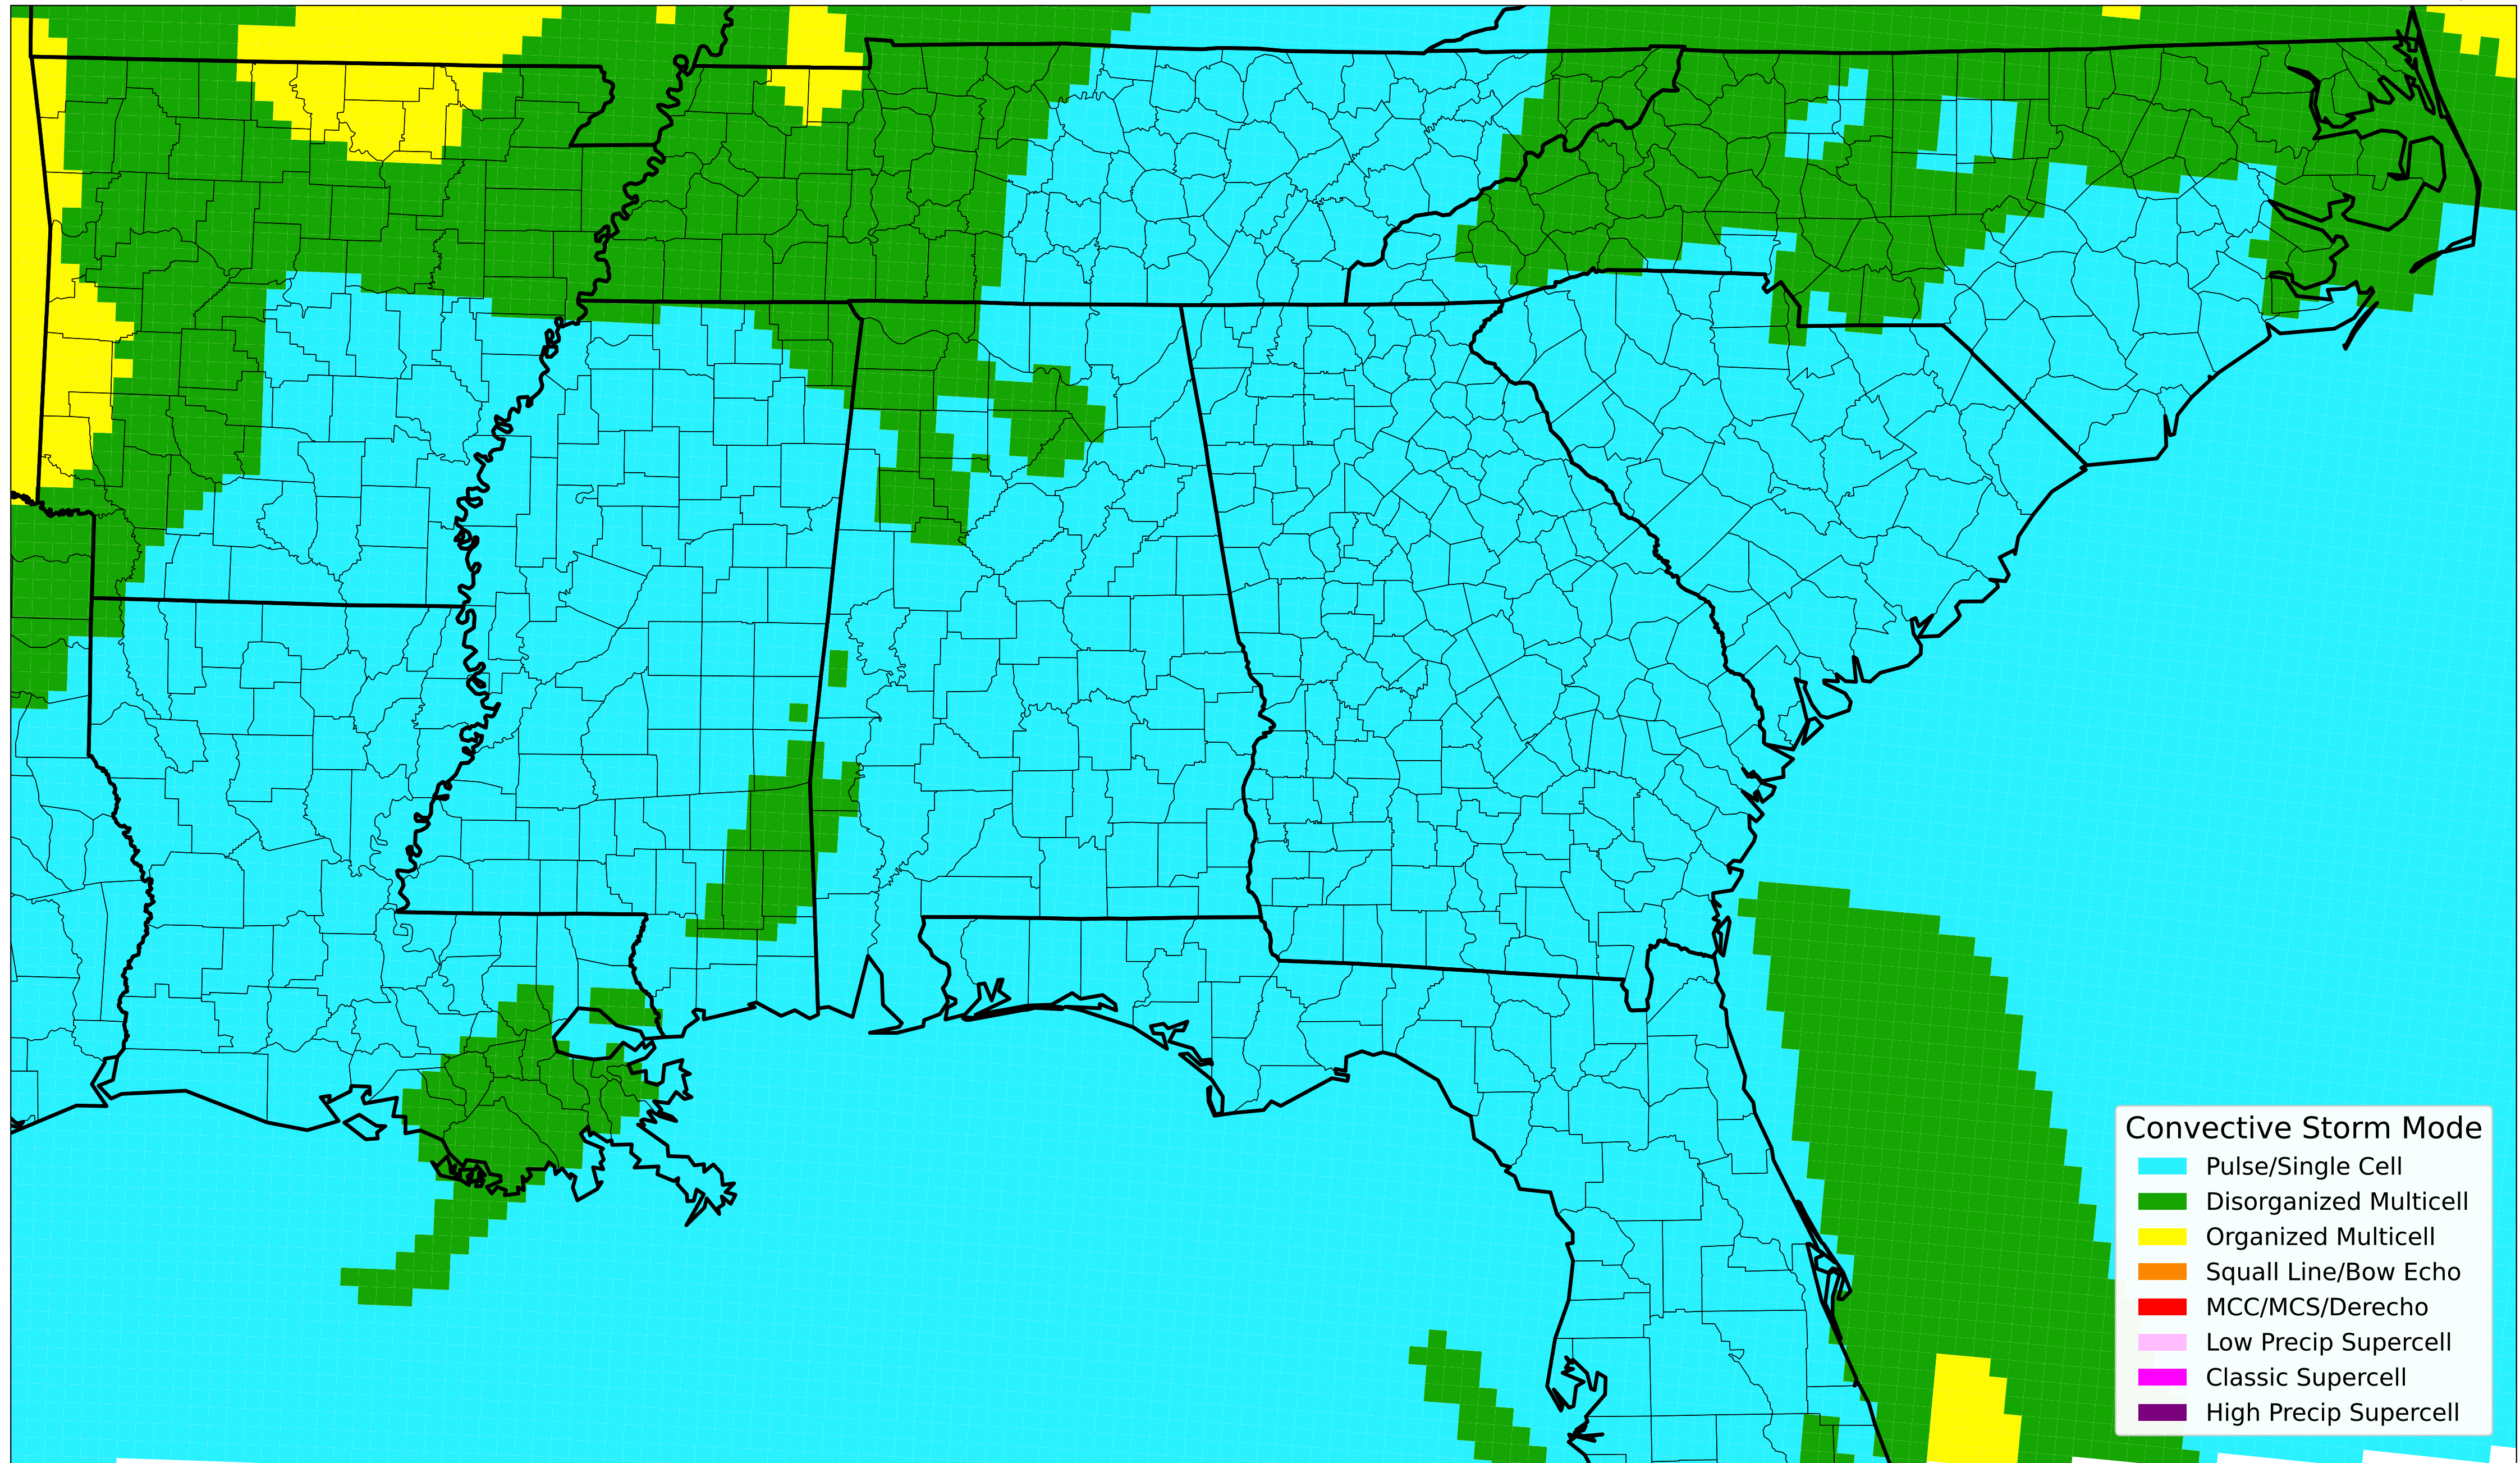 Convective Storm Mode
Pulse/Single Cell
Disorganized Multicell
Organized Multicell
Squall Line/Bow Echo
MCC/MCS/Derecho
Low Precip Supercell
Classic Supercell
High Precip Supercell